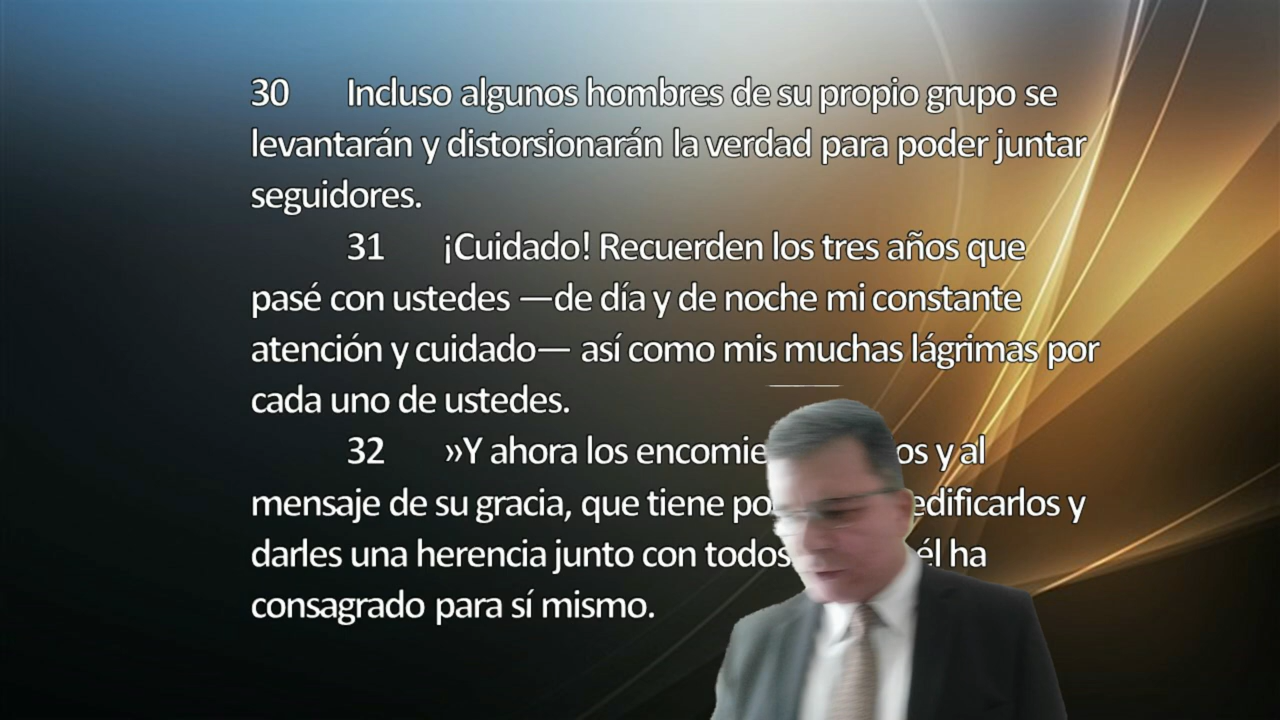 30 Incluso algunos hombres de su propio grupo se
levantarán y distorsionarán la verdad para poder juntar
seguidores.
31 ¡Cuidado! Recuerden los tres años que
pasé con ustedes —de día y de noche mi constante
atención y cuidado— así como mis muchas lágrimas por
cada uno de ustedes.
32 »Y ahora los y al
mensaje de su gracia, que tiene edificarlos y
darles una herencia junto con todos él ha
consagrado para sí mismo.